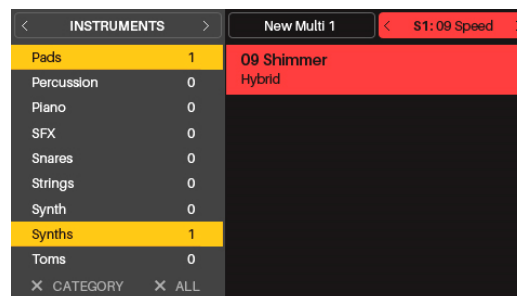 < INSTRUMENTS >
New Multi 1
< S1: 09 Speed
Pads 1
Percussion 0
Piano 0
SFX 0
Snares 0
Strings 0
Synth 0
Synths 1
Toms 0
× CATEGORY × ALL
09 Shimmer
Hybrid